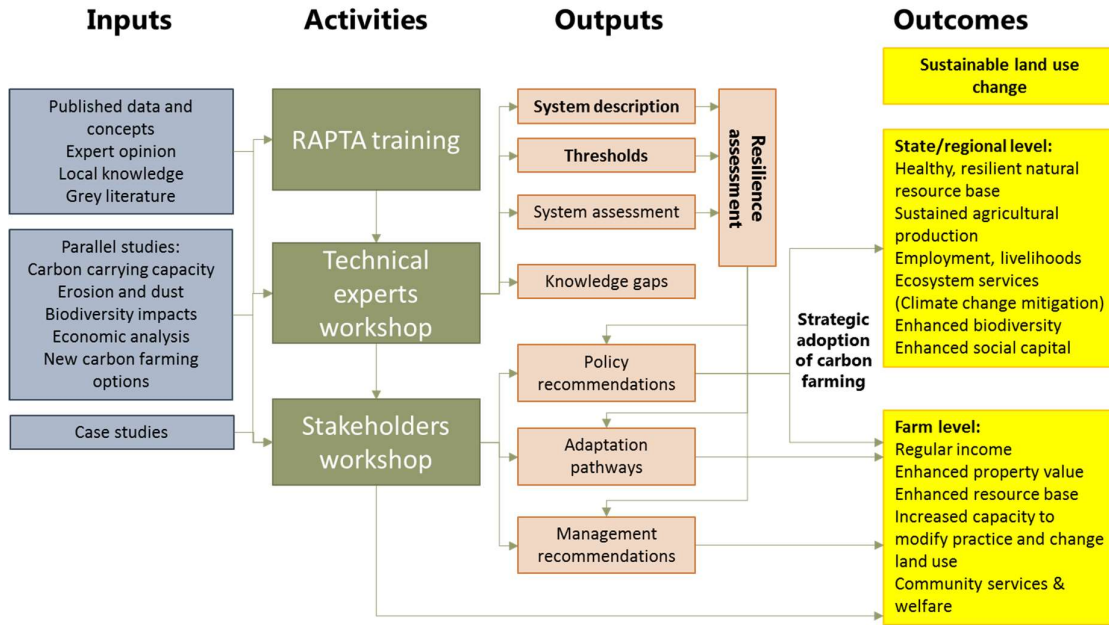 Inputs
Activities
Outputs
Outcomes
Published data and
concepts
Expert opinion
Local knowledge
Grey literature
Parallel studies:
Carbon carrying capacity
Erosion and dust
Biodiversity impacts
Economic analysis
New carbon farming
options
Case studies
RAPTA training
Technical
experts
workshop
Stakeholders
workshop
System description
Thresholds
System assessment
Knowledge gaps
Resilience
assessment
Policy
recommendations
Adaptation
pathways
Management
recommendations
Strategic
adoption
of carbon
farming
Sustainable land use
change
State/regional level:
Healthy, resilient natural
resource base
Sustained agricultural
production
Employment, livelihoods
Ecosystem services
(Climate change mitigation)
Enhanced biodiversity
Enhanced social capital
Farm level:
Regular income
Enhanced property value
Enhanced resource base
Increased capacity to
modify practice and change
land use
Community services &
welfare